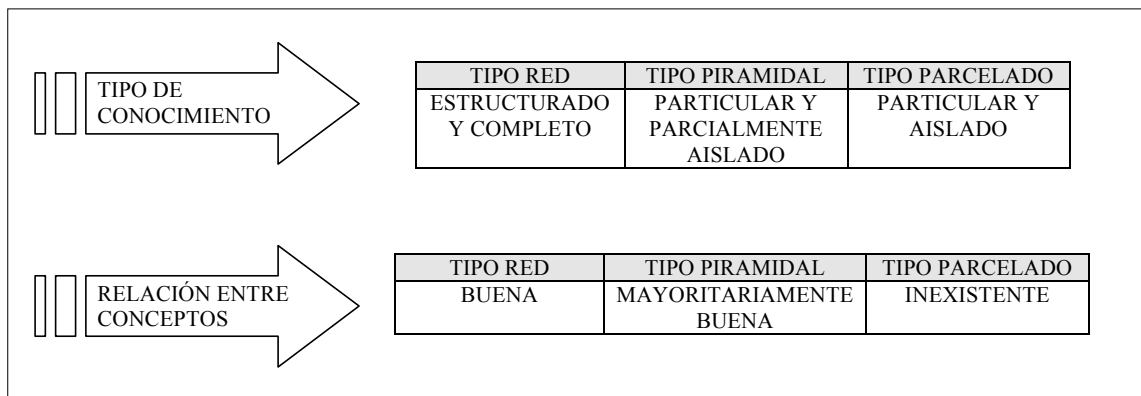 TIPO DE
CONOCIMIENTO
TIPO RED TIPO PIRAMIDAL TIPO PARCELADO
ESTRUCTURADO PARTICULAR Y PARTICULAR Y
Y COMPLETO PARCIALMENTE AISLADO
AISLADO
RELACIÓN ENTRE
CONCEPTOS
TIPO RED TIPO PIRAMIDAL TIPO PARCELADO
BUENA MAYORITARIAMENTE INEXISTENTE
BUENA